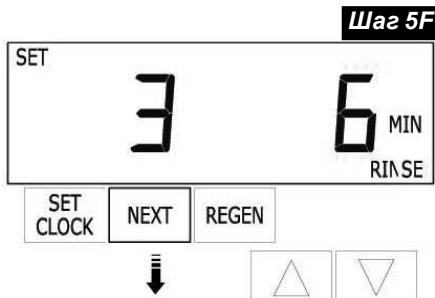 Шаг 5F
SET
3 6 MIN
RINSE
SET CLOCK NEXT REGEN